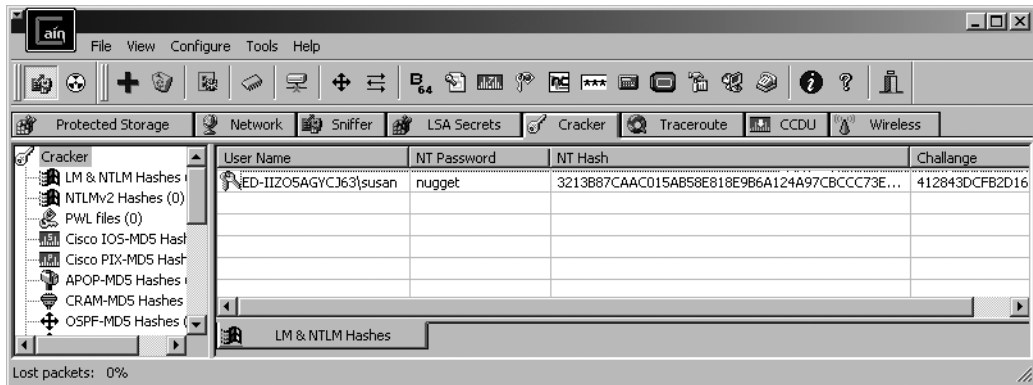 aín
File View Configure Tools Help
B 64
nc
***
Protected Storage Network Sniffer LSA Secrets Cracker Traceroute CCDU Wireless
Cracker
LM & NTLM Hashes
NTLMv2 Hashes (0)
PWL files (0)
Cisco IOS-MD5 Hash
Cisco PIX-MD5 Hash
APOP-MD5 Hashes
CRAM-MD5 Hashes
OSPF-MD5 Hashes (
User Name NT Password NT Hash Challange
ED-IIZO5AGYCJ63\susan nugget 3213B87CAAC015AB58E818E9B6A124A97CBCCC73E... 412843DCFB2D16
LM & NTLM Hashes
Lost packets: 0%